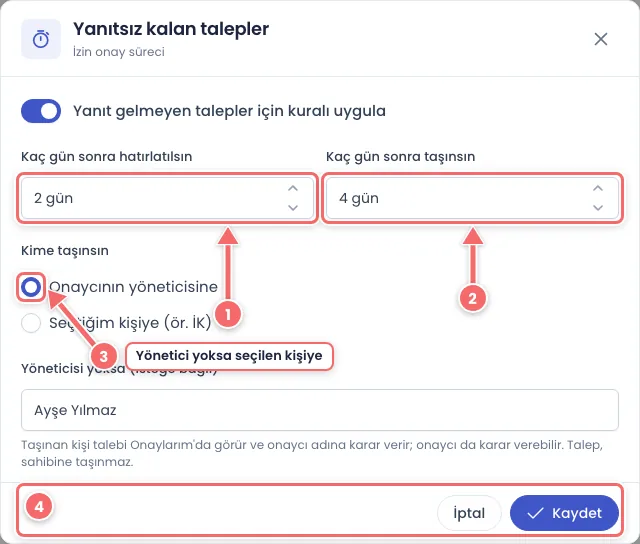 Yanıtsız kalan talepler
İzin onay süreci
Yanıt gelmeyen talepler için kuralı uygula
Kaç gün sonra hatırlatılsın
Kaç gün sonra taşınsın
2 gün
4 gün
Kime taşınsın
Onaycının yöneticisine
1
2
Seçtiğim kişiye (ör. İK)
3
Yönetici yoksa seçilen kişiye
Yöneticisi yoksa (isteğe bağlı)
Ayşe Yılmaz
Taşınan kişi talebi Onaylarım'da görür ve onaycı adına karar verir; onaycı da karar verebilir. Talep,
sahibine taşınmaz.
4
İptal
Kaydet